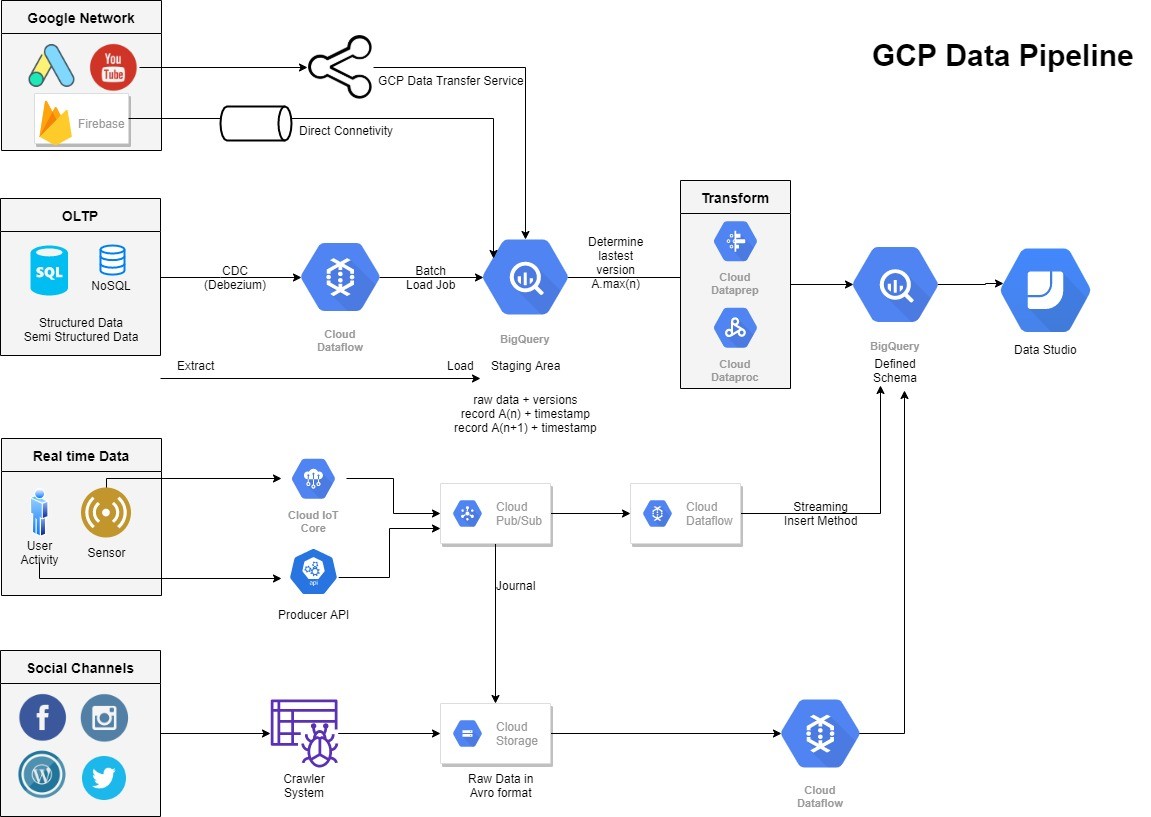 GCP Data Pipeline
Google Network
You
Tube
Firebase
GCP Data Transfer Service
Direct Connetivity
OLTP
SQL
NoSQL
Structured Data
Semi Structured Data
CDC
(Debezium)
Cloud
Dataflow
Batch
Load Job
BigQuery
Staging Area
Extract
Load
raw data + versions
record A(n) + timestamp
record A(n+1) + timestamp
Determine
lastest
version
A.max(n)
Transform
Cloud
Dataprep
Cloud
Dataproc
BigQuery
Defined
Schema
Data Studio
Real time Data
User
Activity
Sensor
Cloud IoT
Core
api
Producer API
Cloud
Pub/Sub
Cloud
Dataflow
Streaming
Insert Method
Journal
Social Channels
f
W
Crawler
System
Cloud
Storage
Raw Data in
Avro format
Cloud
Dataflow